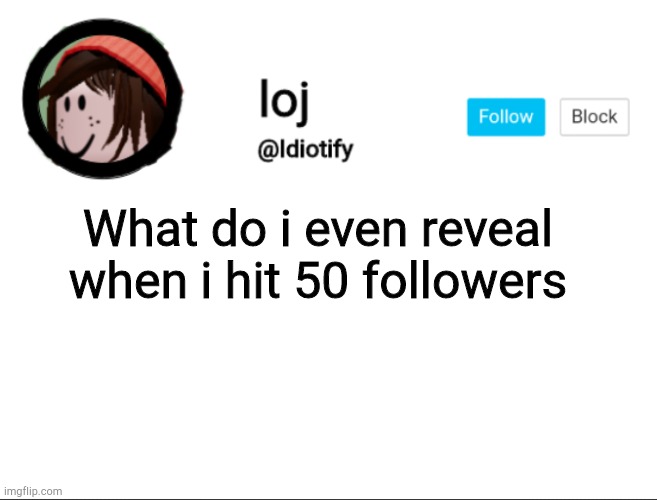 loj
@Idiotify
Follow
Block
What do i even reveal
when i hit 50 followers
imgflip.com